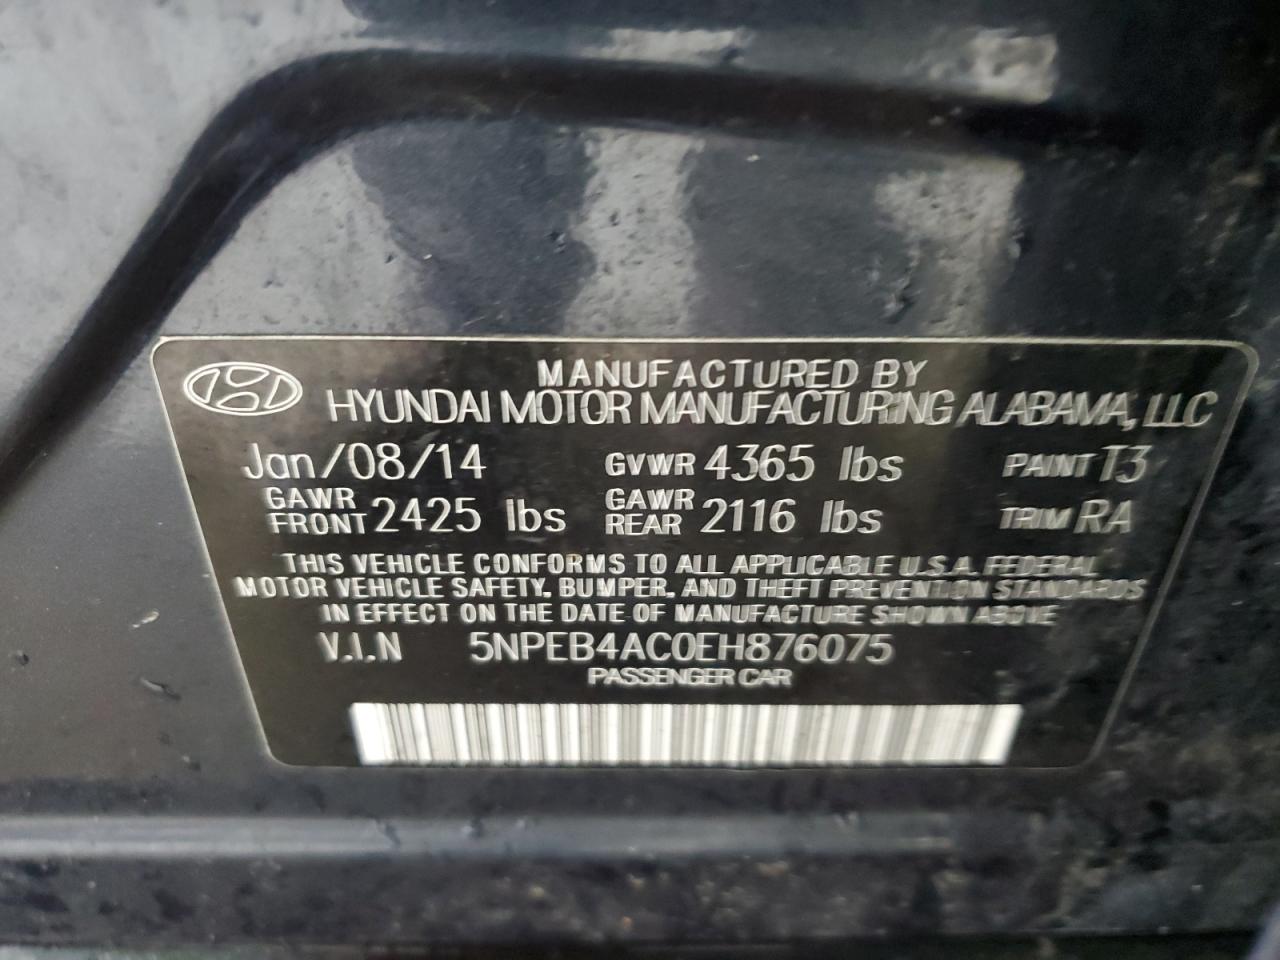 MANUFACTURED BY
HYUNDAI MOTOR MANUFACTURING ALABAMA, LLC
Jan/08/14 GVWR 4365 lbs PAINT T3
GAWR FRONT 2425 lbs GAWR REAR 2116 lbs TRIM RA
THIS VEHICLE CONFORMS TO ALL APPLICABLE U.S.A. FEDERAL
MOTOR VEHICLE SAFETY, BUMPER, AND THEFT PREVENTION STANDARDS
IN EFFECT ON THE DATE OF MANUFACTURE SHOWN ABOVE
V.I.N 5NPEB4AC0EH876075
PASSENGER CAR